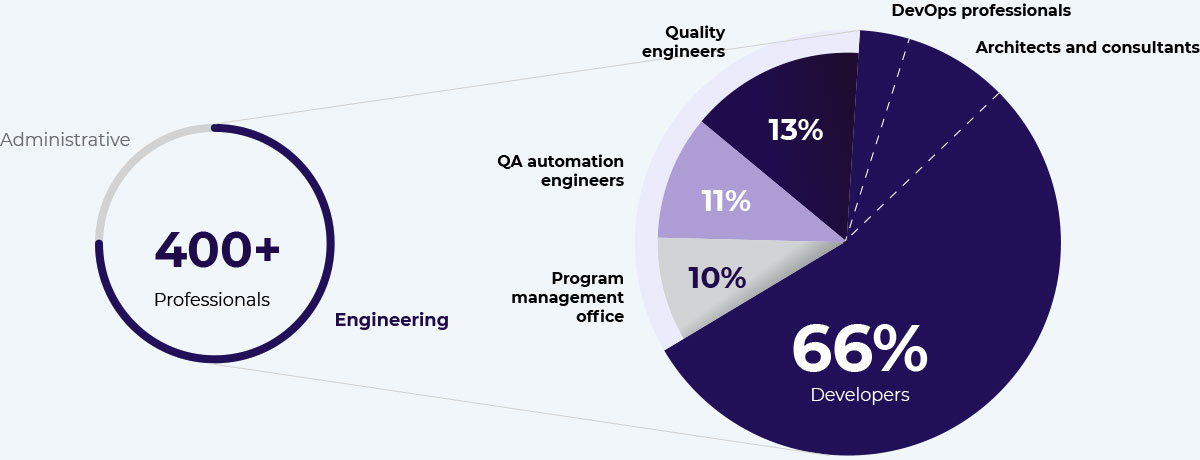 Administrative
400+
Professionals
Engineering
Quality
engineers
DevOps professionals
Architects and consultants
13%
QA automation
engineers
11%
Program
management
office
10%
66%
Developers